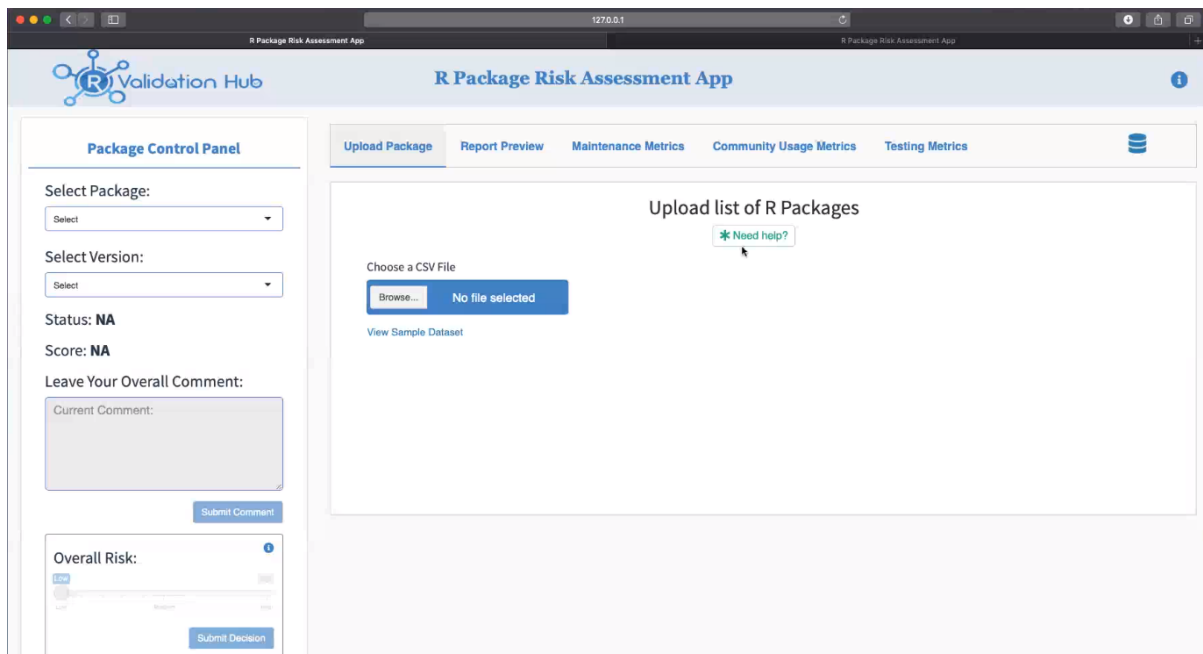 127.0.0.1
R Package Risk Assessment App
R Package Risk Assessment App
R Validation Hub
R Package Risk Assessment App
Package Control Panel
Upload Package
Report Preview
Maintenance Metrics
Community Usage Metrics
Testing Metrics
Select Package:
Select
Select Version:
Select
Status: NA
Score: NA
Leave Your Overall Comment:
Current Comment:
Submit Comment
Overall Risk:
Low
Submit Decision
Upload list of R Packages
Need help?
Choose a CSV File
Browse...
No file selected
View Sample Dataset